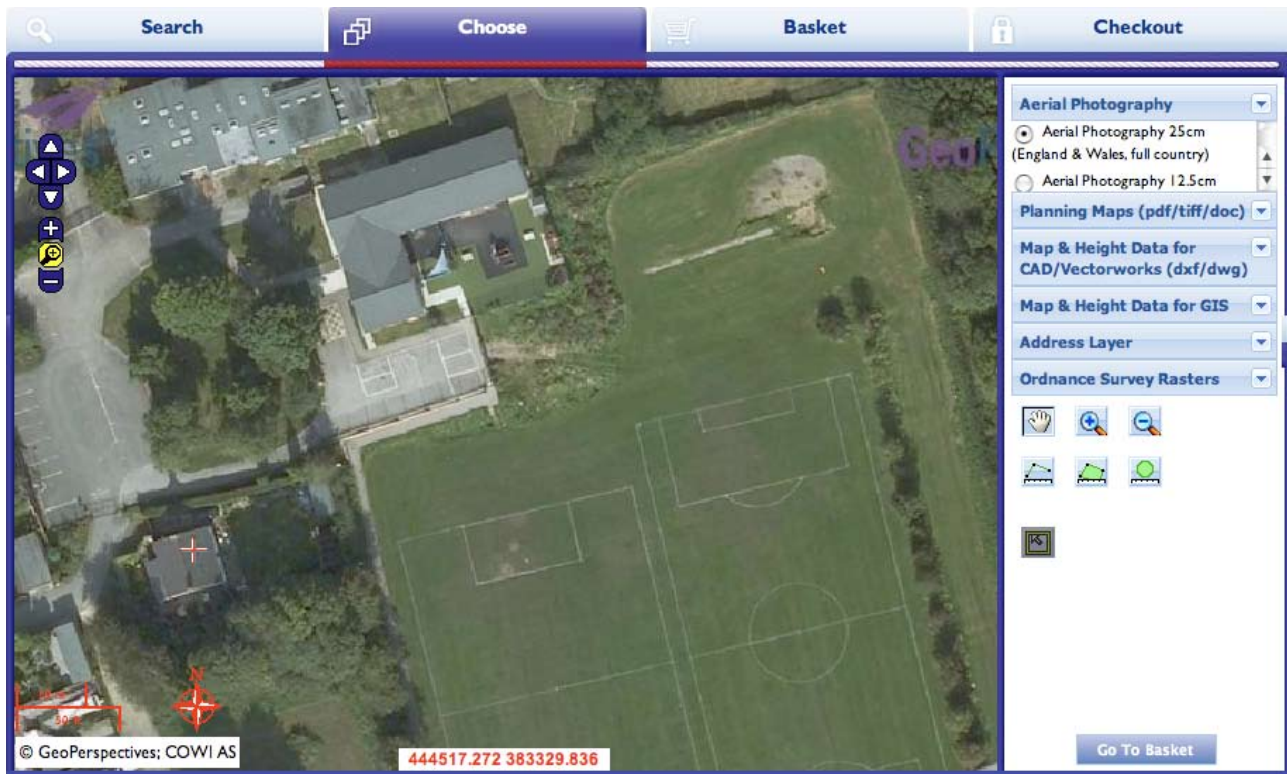 Search
Choose
Basket
Checkout
Aerial Photography
Aerial Photography 25cm
(England & Wales, full country)
Aerial Photography 12.5cm
Planning Maps (pdf/tiff/doc)
Map & Height Data for
CAD/Vectorworks (dxf/dwg)
Map & Height Data for GIS
Address Layer
Ordnance Survey Rasters
N
© GeoPerspectives; COWI AS
444517.272 383329.836
Go To Basket